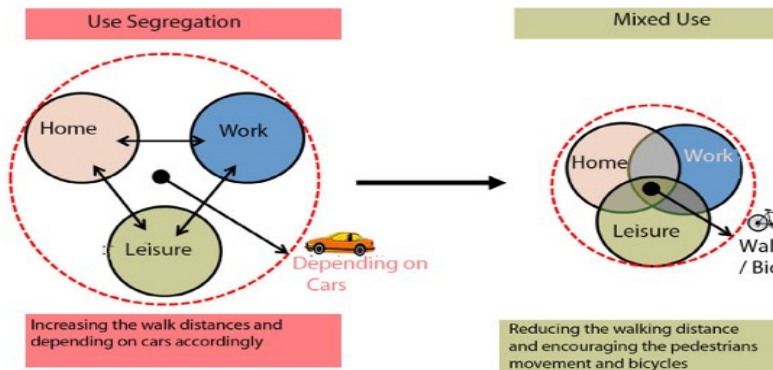 Use Segregation
Home
Work
Leisure
Depending on
Cars
Increasing the walk distances and
depending on cars accordingly
Mixed Use
Home
Work
Leisure
Reducing the walking distance
and encouraging the pedestrians
movement and bicycles